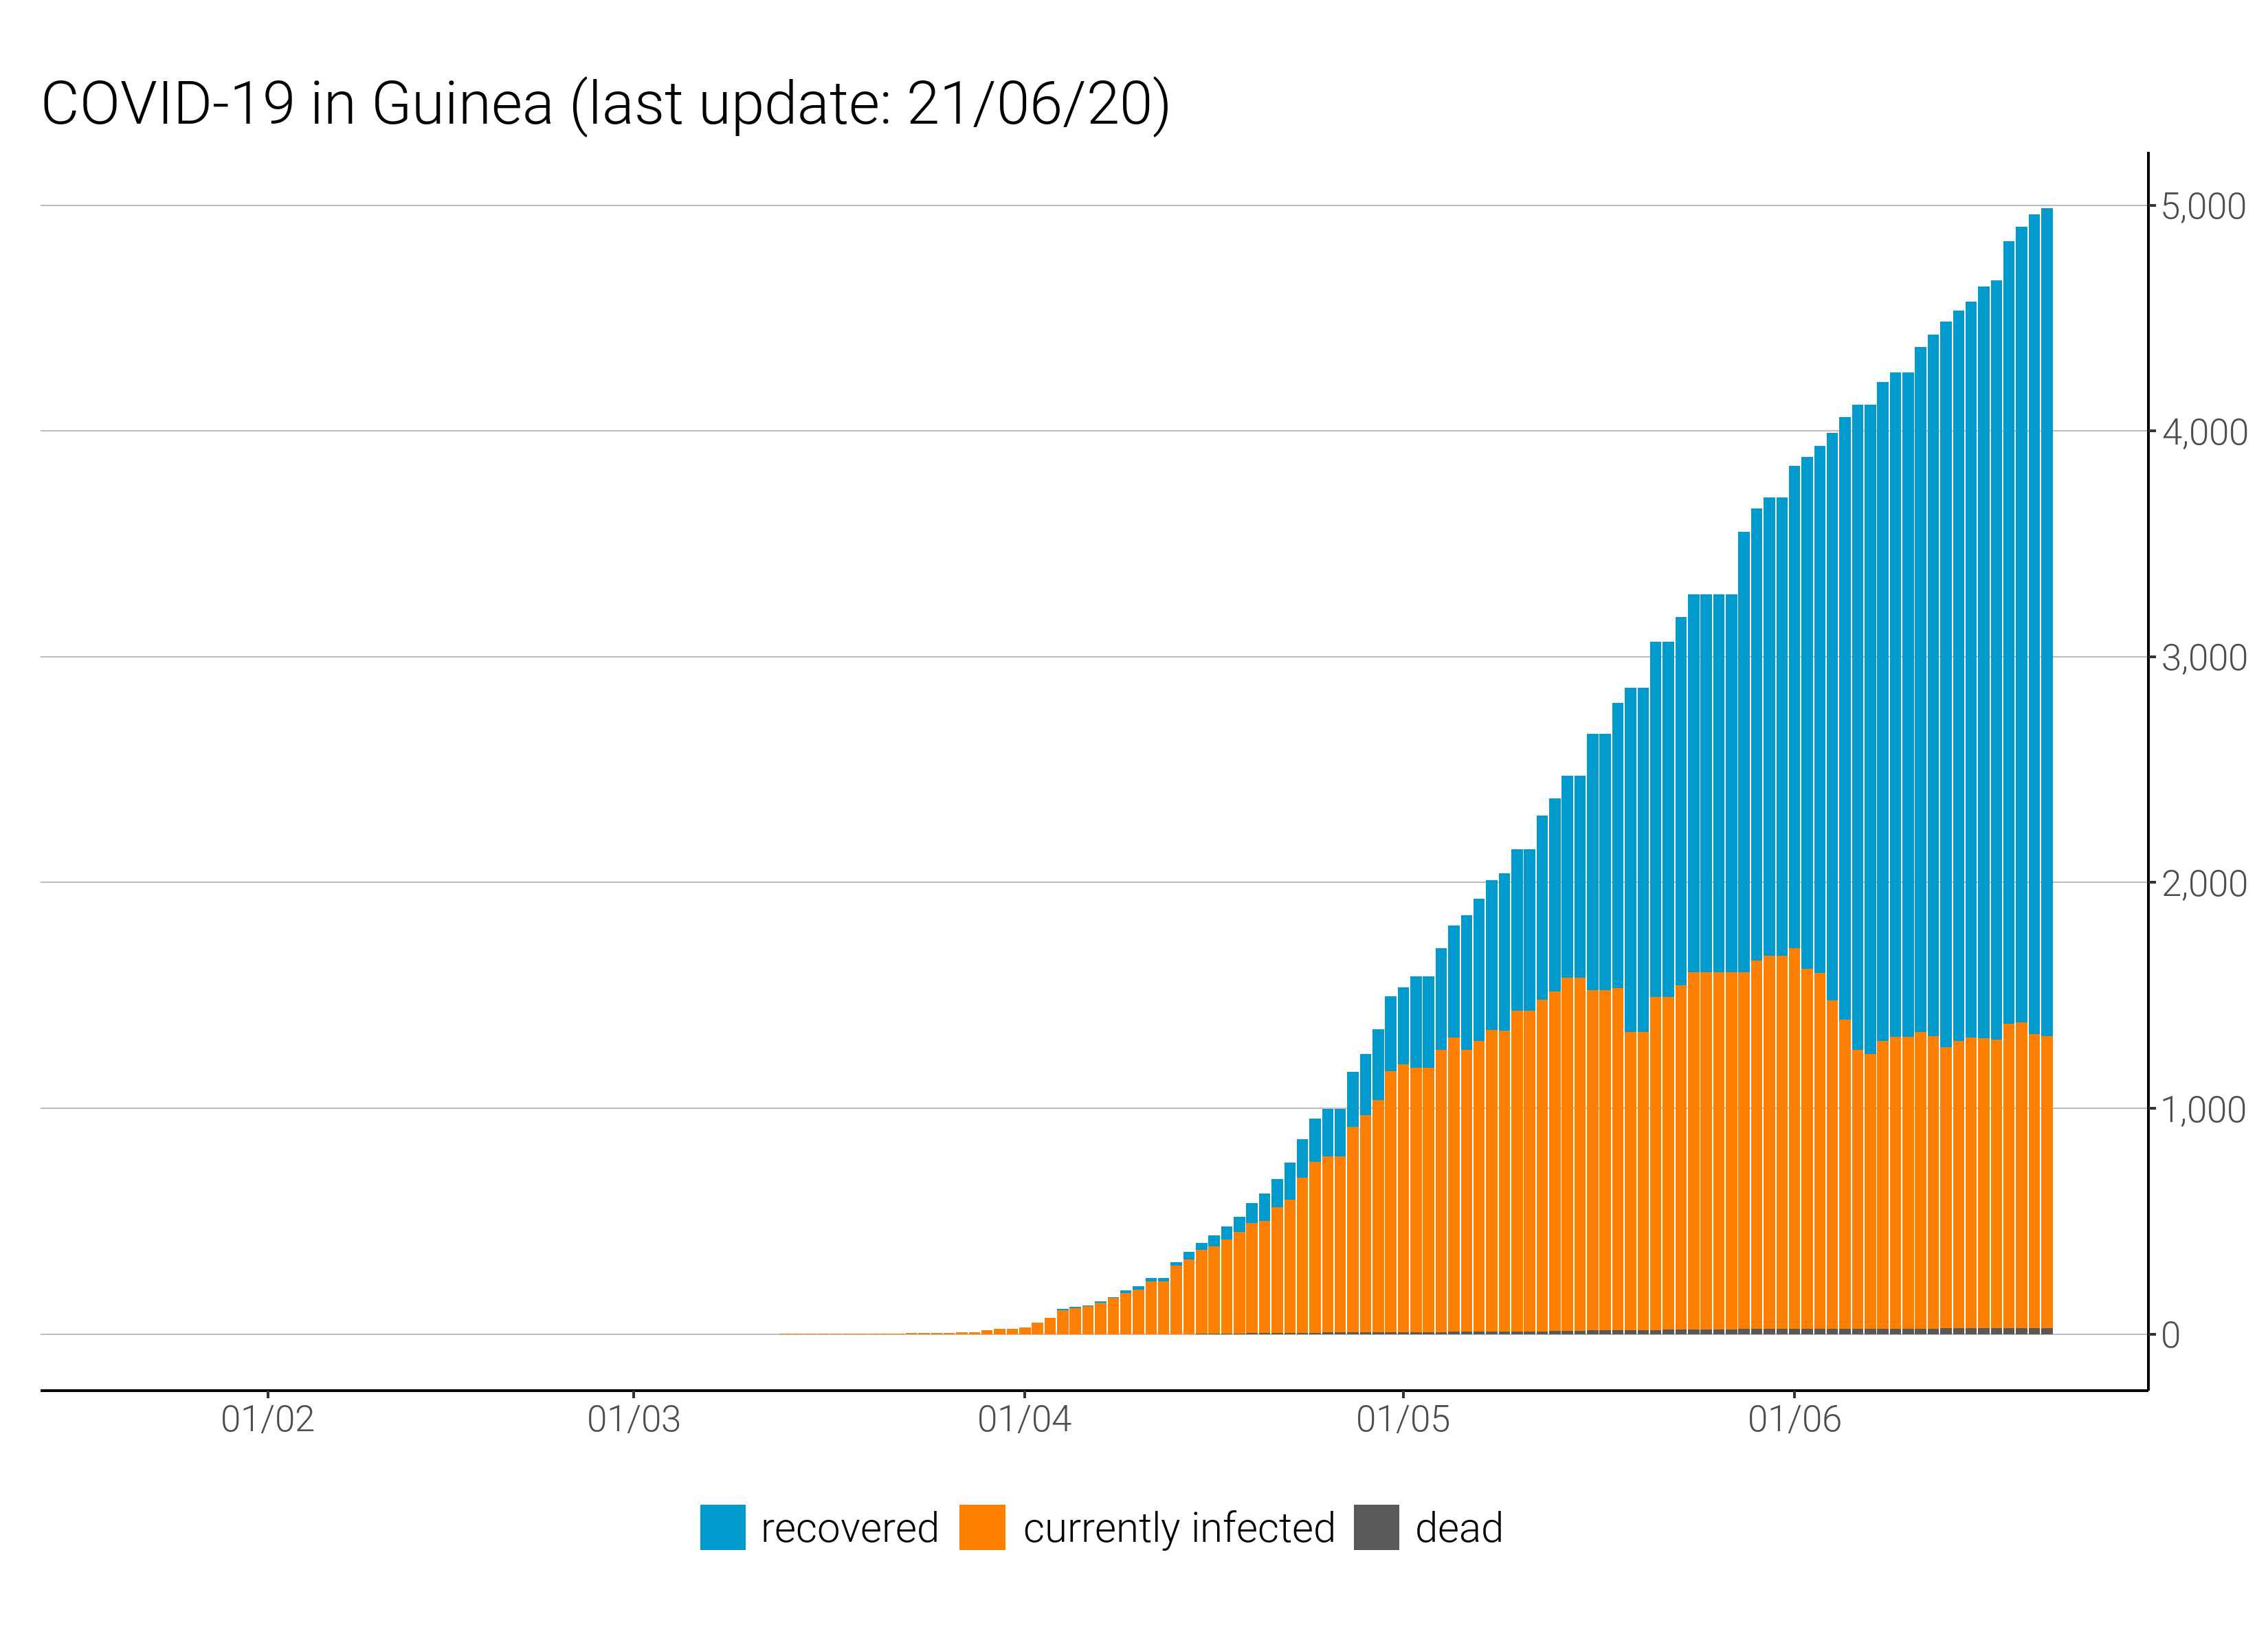 COVID-19 in Guinea (last update: 21/06/20)
5,000
4,000
3,000
2,000
1,000
0
01/02 01/03 01/04 01/05 01/06
recovered currently infected dead